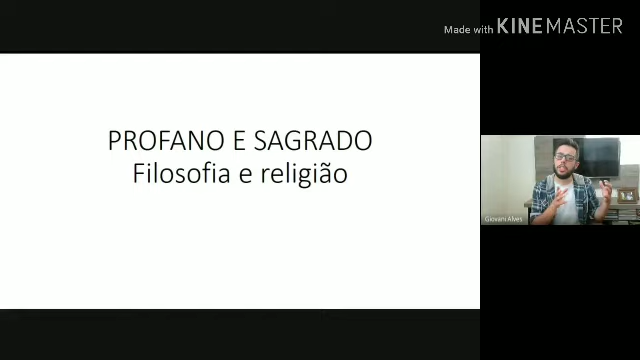 Made with KINEMASTER
PROFANO E SAGRADO
Filosofia e religião
Giovani Alves